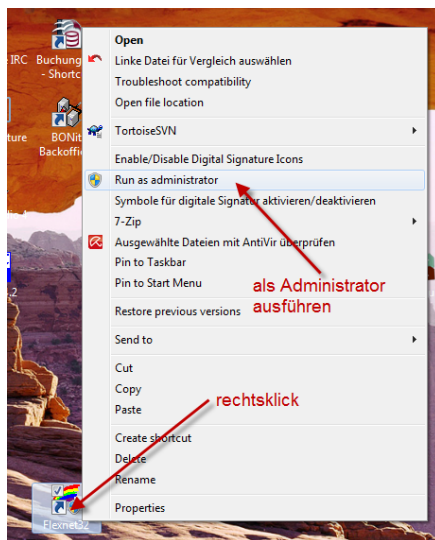 IRC
Buchung
- Shortc
ture
BONit
Backoffi
.2
Open
Linke Datei für Vergleich auswählen
Troubleshoot compatibility
Open file location
TortoiseSVN
Enable/Disable Digital Signature Icons
Run as administrator
Symbole für digitale Signatur aktivieren/deaktivieren
7-Zip
Ausgewählte Dateien mit AntiVir überprüfen
Pin to Taskbar
Pin to Start Menu
als Administrator
ausführen
Restore previous versions
Send to
Cut
Copy
Paste
rechtsklick
Create shortcut
Delete
Rename
Properties
Flexnet32